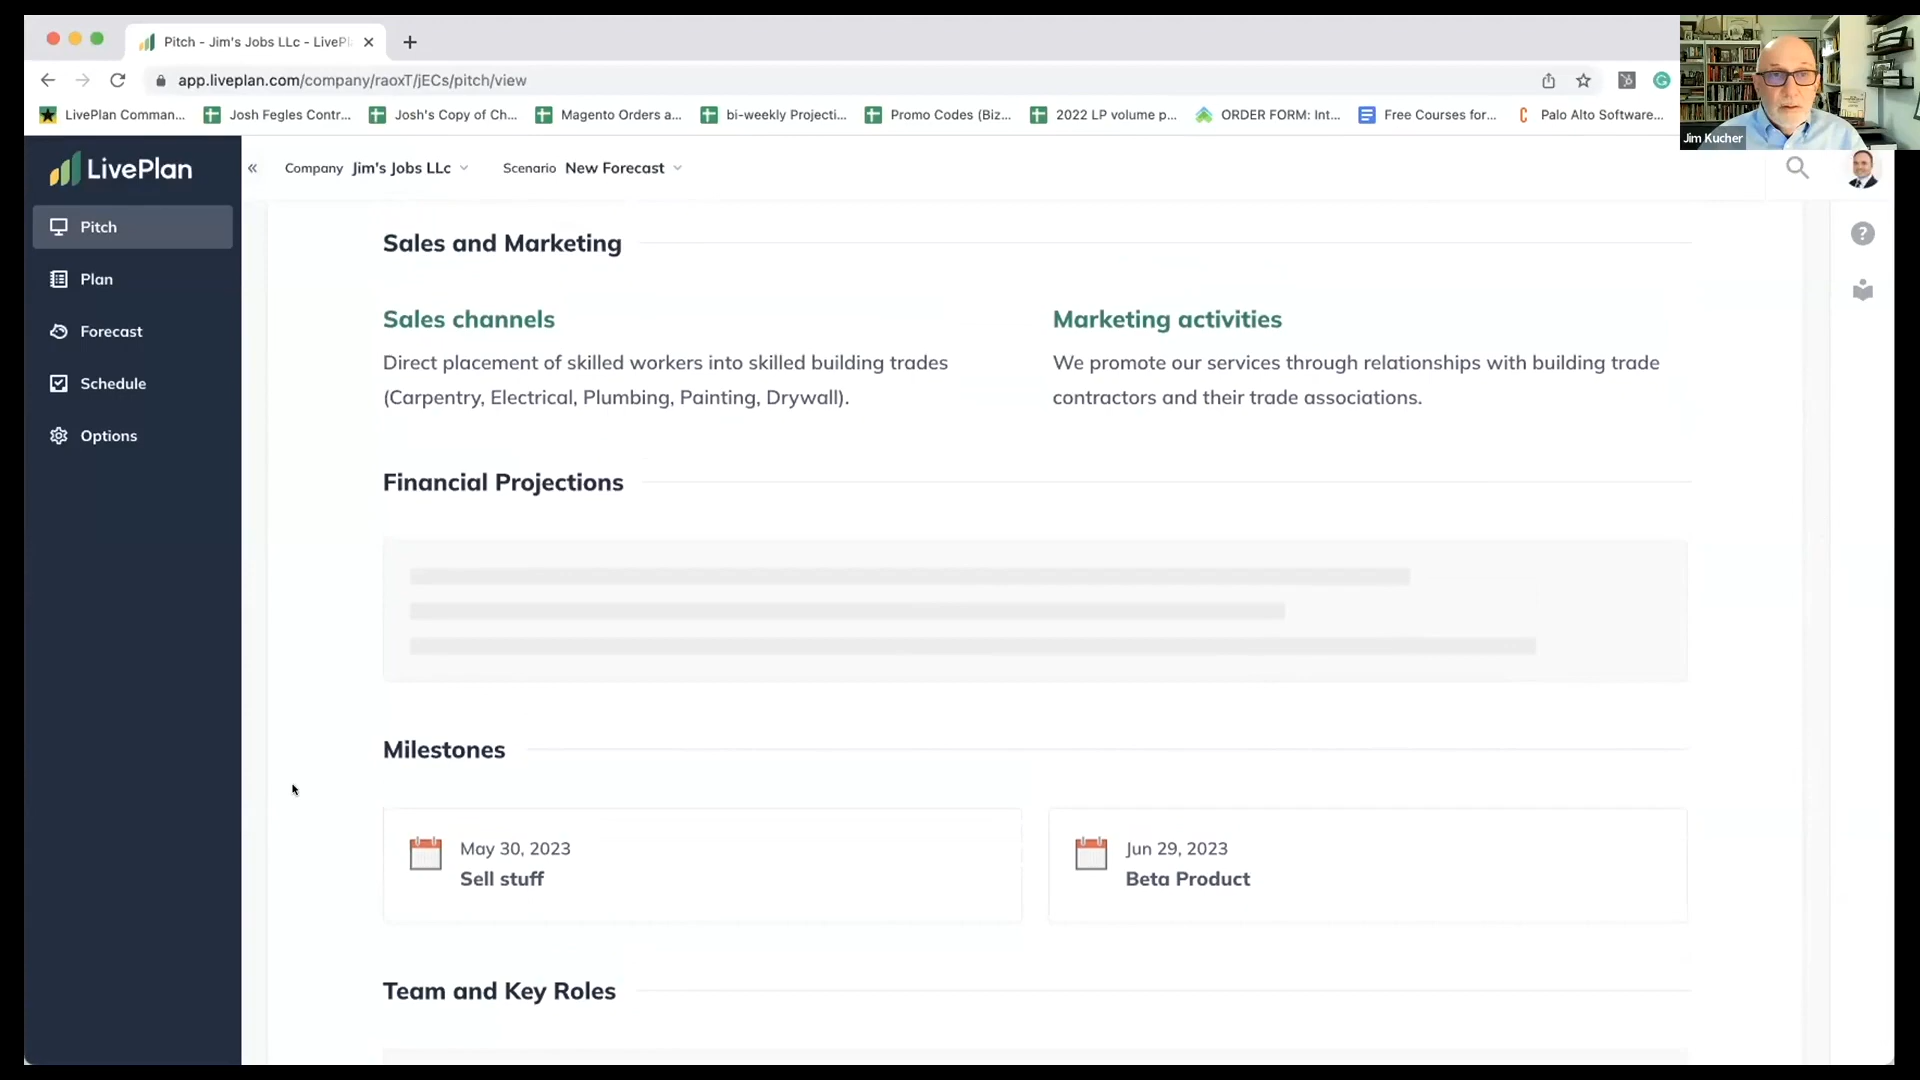 Pitch - Jim's Jobs LLc - LivePl
app.liveplan.com/company/raoxT/jECs/pitch/view
LivePlan Comman...
Josh Fegles Contr...
Josh's Copy of Ch...
Magento Orders a...
bi-weekly Projecti...
Promo Codes (Biz...
2022 LP volume p...
ORDER FORM: Int...
Free Courses for...
Palo Alto Software...
Jim Kucher
LivePlan
Company Jim's Jobs LLc
Scenario New Forecast
Pitch
Plan
Forecast
Schedule
Options
Sales and Marketing
Sales channels
Direct placement of skilled workers into skilled building trades
(Carpentry, Electrical, Plumbing, Painting, Drywall).
Marketing activities
We promote our services through relationships with building trade
contractors and their trade associations.
Financial Projections
Milestones
May 30, 2023
Sell stuff
Jun 29, 2023
Beta Product
Team and Key Roles